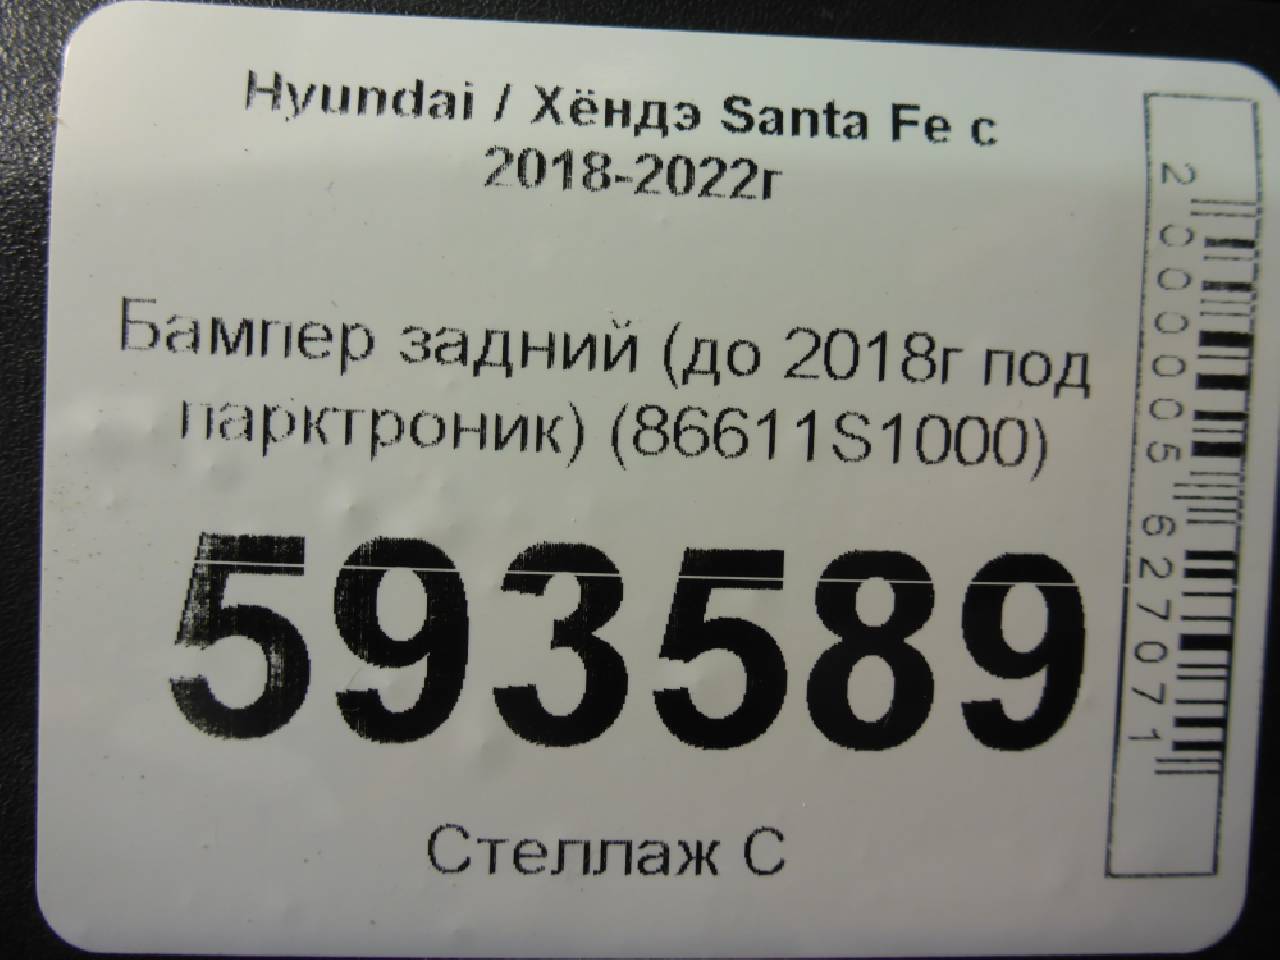 Hyundai / Хёндэ Santa Fe с
2018-2022г
Бампер задний (до 2018г под
парктроник) (86611S1000)
593589
Стеллаж С
2000005627071